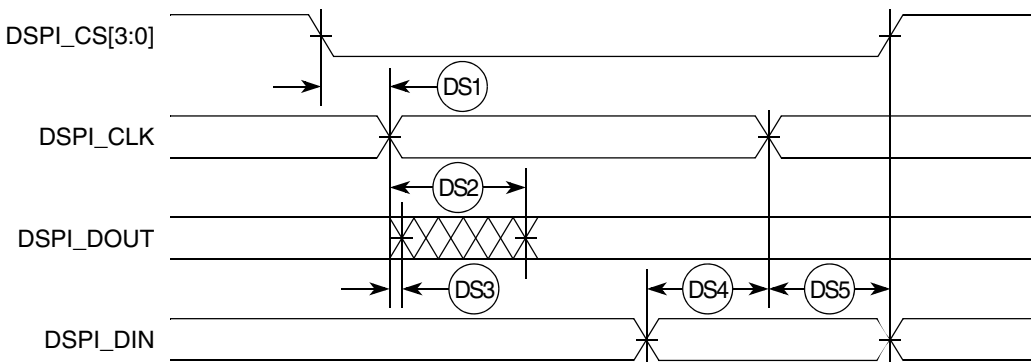 DSPI_CS[3:0]
DS1
DSPI_CLK
DS2
DSPI_DOUT
DS3
DS4
DS5
DSPI_DIN